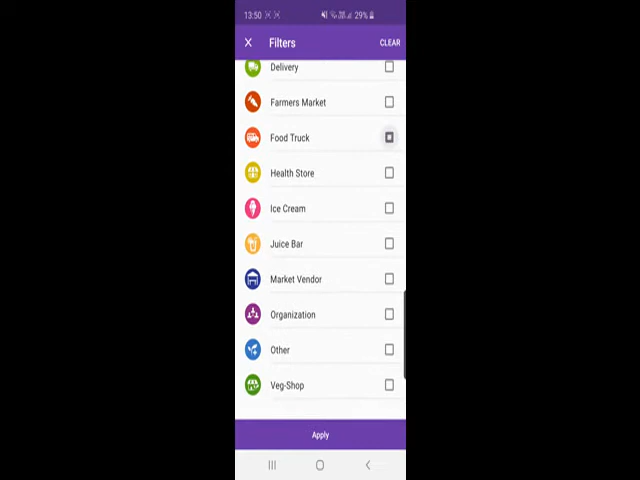 13:50 29%
Filters CLEAR
Delivery
Farmers Market
Food Truck
Health Store
Ice Cream
Juice Bar
Market Vendor
Organization
Other
Veg-Shop
Apply